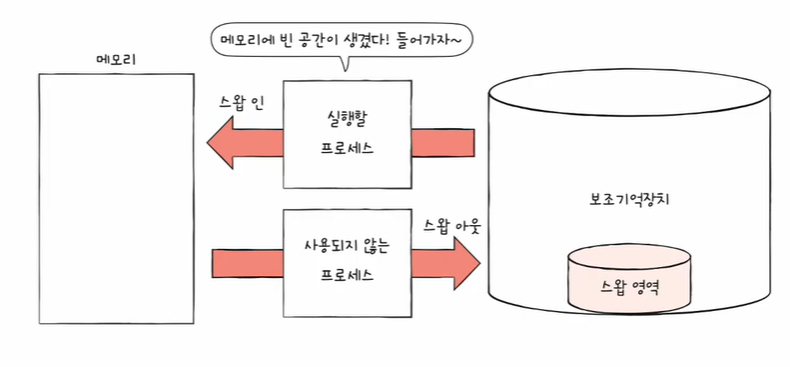 메모리에 빈 공간이 생겼다! 들어가자~
메모리
스왑 인
실행할
프로세스
스왑 아웃
사용되지 않는
프로세스
보조기억장치
스왑 영역